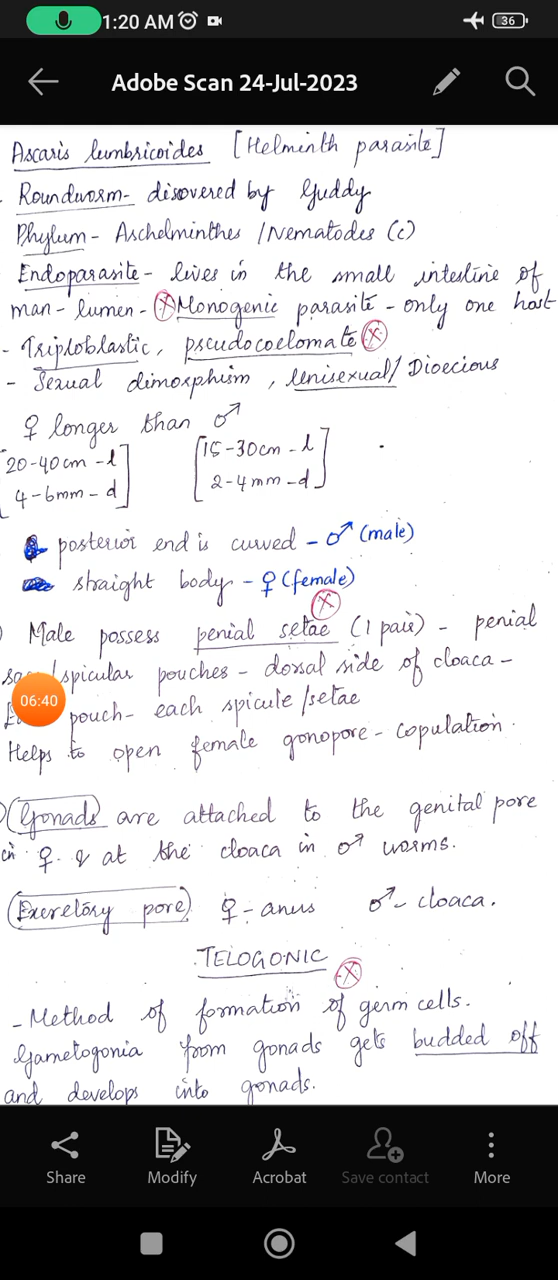 1:20 AM
36
Adobe Scan 24-Jul-2023
Ascaris lumbricoides [Helminth parasite]
Roundworm- disovered by Guddy
Phylum- Aschelminthes /Nematodes (c)
Endoparasite - lives in the small intestine of
man - lumen - Monogenic parasite - only one host
- Triploblastic, pseudocoelomate
- Sexual dimorphism, Unisexual/ Dioecious
♀ longer than ♂
[20-40cm -l] [15-30cm -l]
[4-6mm -d] [2-4mm -d]
posterior end is curved - ♂ (male)
straight body - ♀ (female)
Male possess penial setae (1 pair) - penial
/spicular pouches - dorsal side of cloaca -
pouch- each spicule /setae
06:40
Helps to open female gonopore - copulation.
Gonads are attached to the genital pore
in ♀ & at the cloaca in ♂ worms.
(Excretory pore) ♀ - anus ♂ - cloaca.
TELOGONIC
- Method of formation of germ cells.
Gametogonia from gonads gets budded off
and develops into gonads.
Share
Modify
Acrobat
Save contact
More